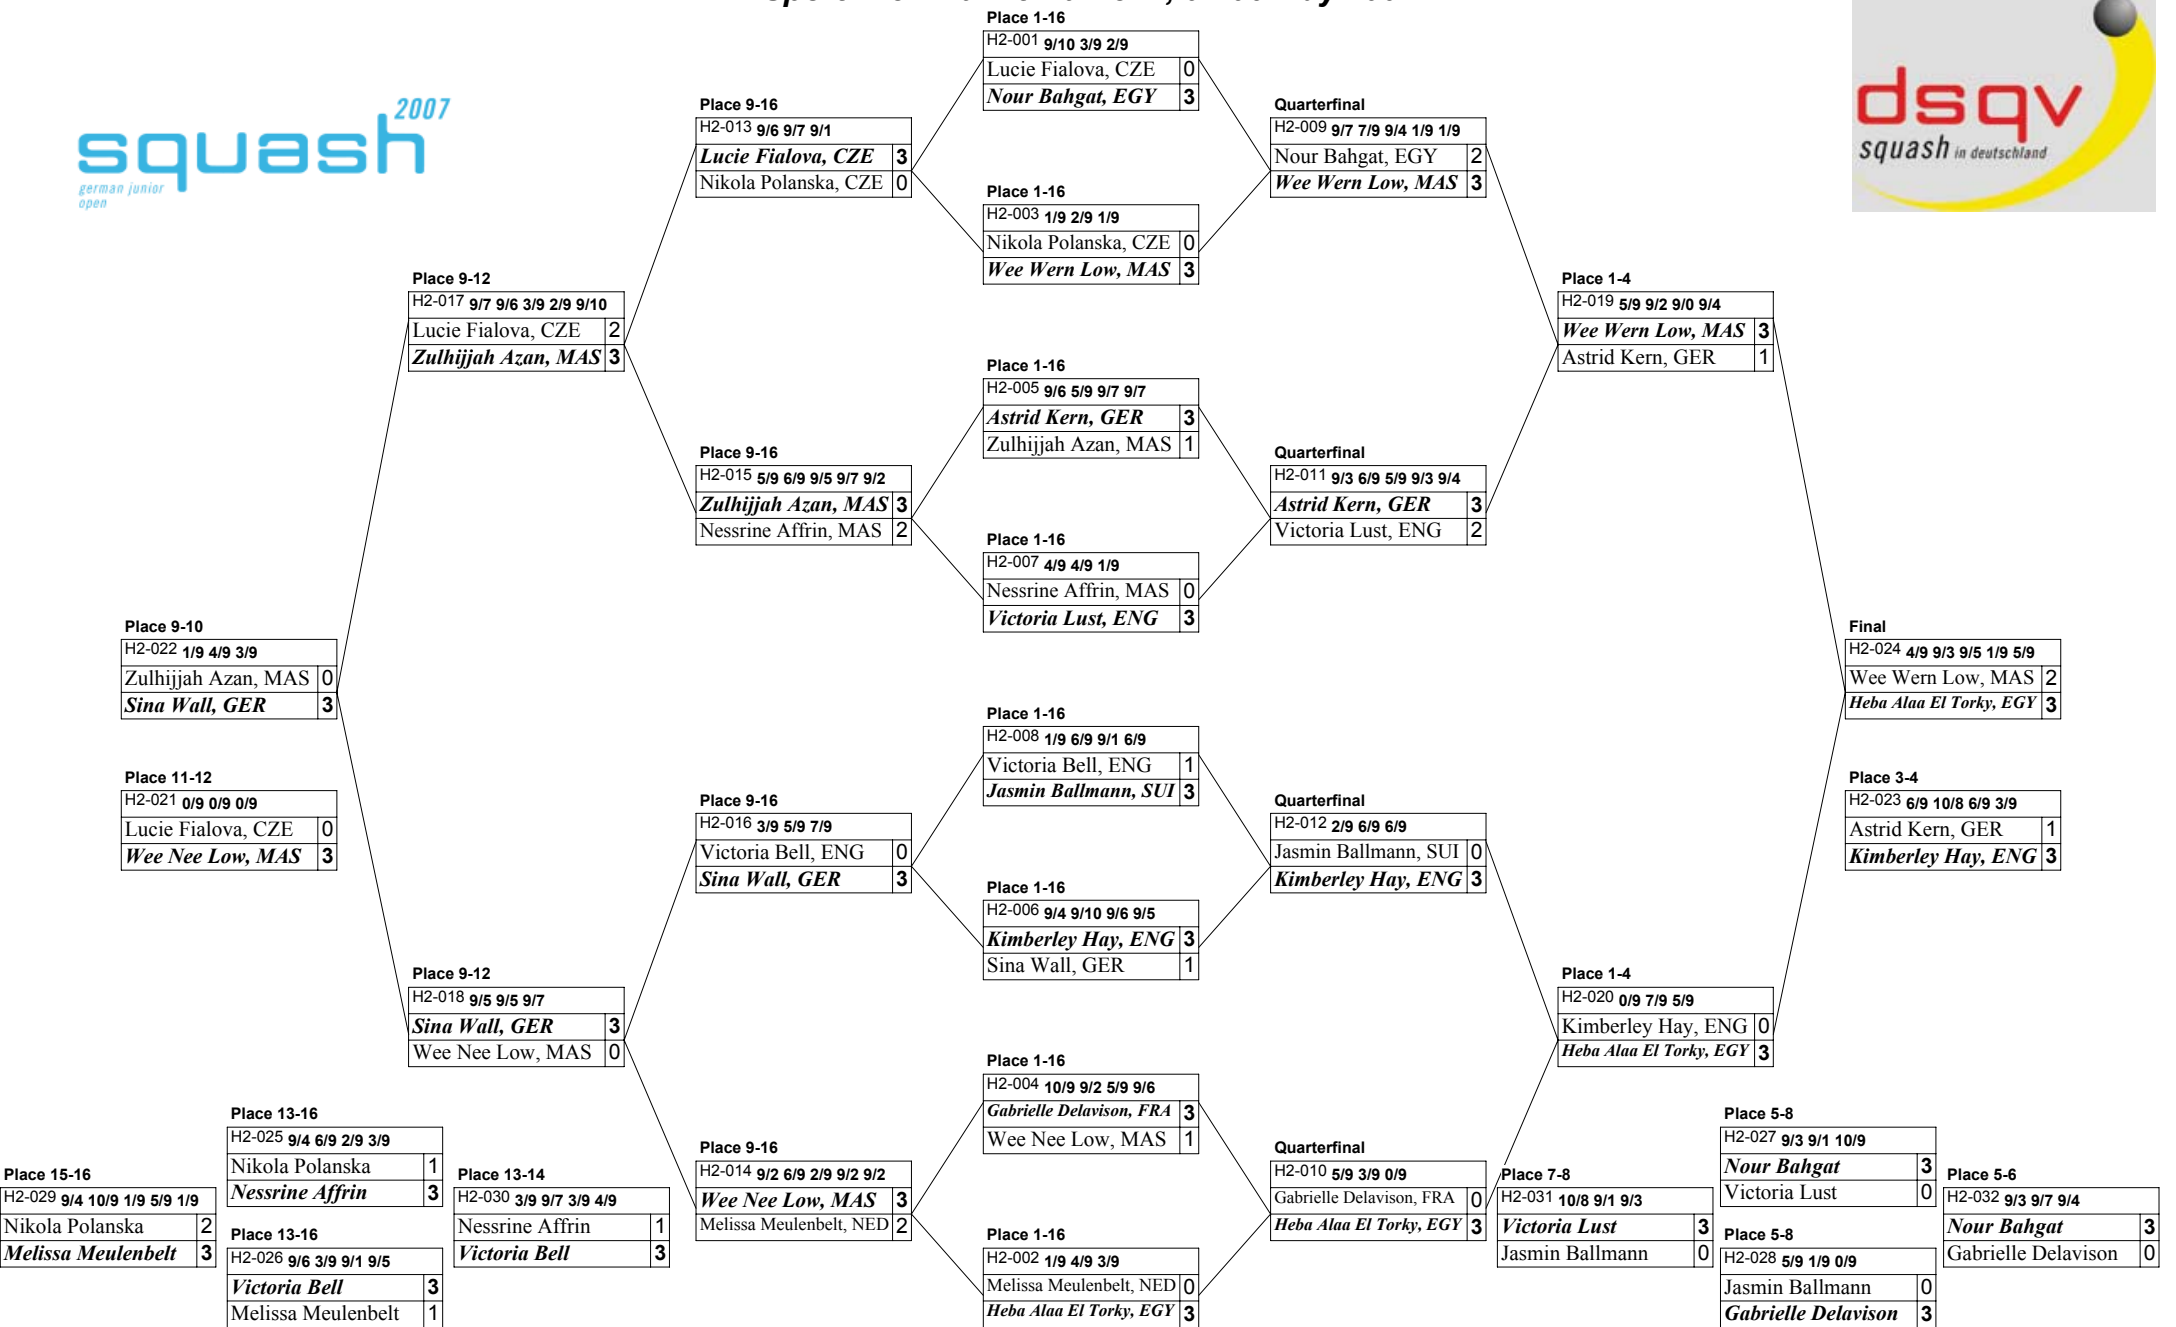 Place 1-16
H2-001 9/10 3/9 2/9
Lucie Fialova, CZE 0
Nour Bahgat, EGY 3
2007
squash
german junior
open
dsqv
squash in deutschland
Place 9-16
H2-013 9/6 9/7 9/1
Lucie Fialova, CZE 3
Nikola Polanska, CZE 0
Quarterfinal
H2-009 9/7 7/9 9/4 1/9 1/9
Nour Bahgat, EGY 2
Wee Wern Low, MAS 3
Place 1-16
H2-003 1/9 2/9 1/9
Nikola Polanska, CZE 0
Wee Wern Low, MAS 3
Place 9-12
H2-017 9/7 9/6 3/9 2/9 9/10
Lucie Fialova, CZE 2
Zulhijjah Azan, MAS 3
Place 1-4
H2-019 5/9 9/2 9/0 9/4
Wee Wern Low, MAS 3
Astrid Kern, GER 1
Place 1-16
H2-005 9/6 5/9 9/7 9/7
Astrid Kern, GER 3
Zulhijjah Azan, MAS 1
Place 9-16
H2-015 5/9 6/9 9/5 9/7 9/2
Zulhijjah Azan, MAS 3
Nessrine Affrin, MAS 2
Quarterfinal
H2-011 9/3 6/9 5/9 9/3 9/4
Astrid Kern, GER 3
Victoria Lust, ENG 2
Place 1-16
H2-007 4/9 4/9 1/9
Nessrine Affrin, MAS 0
Victoria Lust, ENG 3
Place 9-10
H2-022 1/9 4/9 3/9
Zulhijjah Azan, MAS 0
Sina Wall, GER 3
Final
H2-024 4/9 9/3 9/5 1/9 5/9
Wee Wern Low, MAS 2
Heba Alaa El Torky, EGY 3
Place 1-16
H2-008 1/9 6/9 9/1 6/9
Victoria Bell, ENG 1
Jasmin Ballmann, SUI 3
Place 11-12
H2-021 0/9 0/9 0/9
Lucie Fialova, CZE 0
Wee Nee Low, MAS 3
Place 3-4
H2-023 6/9 10/8 6/9 3/9
Astrid Kern, GER 1
Kimberley Hay, ENG 3
Place 9-16
H2-016 3/9 5/9 7/9
Victoria Bell, ENG 0
Sina Wall, GER 3
Quarterfinal
H2-012 2/9 6/9 6/9
Jasmin Ballmann, SUI 0
Kimberley Hay, ENG 3
Place 1-16
H2-006 9/4 9/10 9/6 9/5
Kimberley Hay, ENG 3
Sina Wall, GER 1
Place 9-12
H2-018 9/5 9/5 9/7
Sina Wall, GER 3
Wee Nee Low, MAS 0
Place 1-4
H2-020 0/9 7/9 5/9
Kimberley Hay, ENG 0
Heba Alaa El Torky, EGY 3
Place 1-16
H2-004 10/9 9/2 5/9 9/6
Gabrielle Delavison, FRA 3
Wee Nee Low, MAS 1
Place 13-16
H2-025 9/4 6/9 2/9 3/9
Nikola Polanska 1
Nessrine Affrin 3
Place 5-8
H2-027 9/3 9/1 10/9
Nour Bahgat 3
Victoria Lust 0
Place 9-16
H2-014 9/2 6/9 2/9 9/2 9/2
Wee Nee Low, MAS 3
Melissa Meulenbelt, NED 2
Quarterfinal
H2-010 5/9 3/9 0/9
Gabrielle Delavison, FRA 0
Heba Alaa El Torky, EGY 3
Place 15-16
H2-029 9/4 10/9 1/9 5/9 1/9
Nikola Polanska 2
Melissa Meulenbelt 3
Place 13-14
H2-030 3/9 9/7 3/9 4/9
Nessrine Affrin 1
Victoria Bell 3
Place 7-8
H2-031 10/8 9/1 9/3
Victoria Lust 3
Jasmin Ballmann 0
Place 5-6
H2-032 9/3 9/7 9/4
Nour Bahgat 3
Gabrielle Delavison 0
Place 13-16
H2-026 9/6 3/9 9/1 9/5
Victoria Bell 3
Melissa Meulenbelt 1
Place 1-16
H2-002 1/9 4/9 3/9
Melissa Meulenbelt, NED 0
Heba Alaa El Torky, EGY 3
Place 5-8
H2-028 5/9 1/9 0/9
Jasmin Ballmann 0
Gabrielle Delavison 3